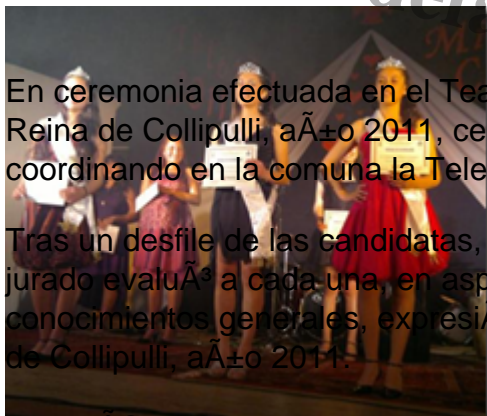 En ceremonia efectuada en el Tea
Reina de Collipulli, aÃ±o 2011, ce
coordinando en la comuna la Tele
Tras un desfile de las candidatas,
jurado evaluÃ³ a cada una, en asp
conocimientos generales, expresiÃ
de Collipulli, aÃ±o 2011.